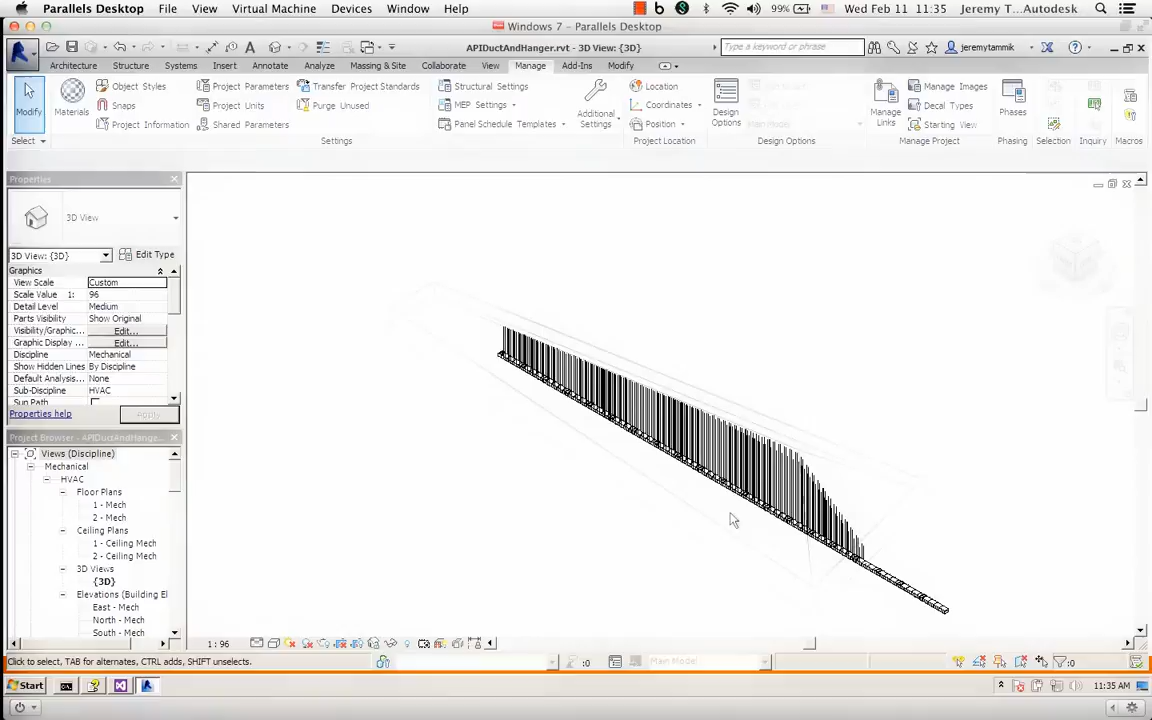 Parallels Desktop File View Virtual Machine Devices Window Help 99% Wed Feb 11 11:35 Jeremy T...Autodesk
Windows 7 - Parallels Desktop
APIDuctAndHanger.rvt - 3D View: {3D} Type a keyword or phrase jeremytammik
Architecture Structure Systems Insert Annotate Analyze Massing & Site Collaborate View Manage Add-Ins Modify
Object Styles Project Parameters Transfer Project Standards Structural Settings Location Manage Images
Modify Materials Snaps Project Units Purge Unused MEP Settings Additional Settings Coordinates Design Options Manage Links Decal Types Phases
Project Information Shared Parameters Panel Schedule Templates Position Main Model Starting View
Select Settings Project Location Design Options Manage Project Phasing Selection Inquiry Macros
Properties
3D View
3D View: {3D} Edit Type
Graphics
View Scale Custom
Scale Value 1: 96
Detail Level Medium
Parts Visibility Show Original
Visibility/Graphic... Edit...
Graphic Display ... Edit...
Discipline Mechanical
Show Hidden Lines By Discipline
Default Analysis... None
Sub-Discipline HVAC
Sun Path
Properties help Apply
Project Browser - APIDuctAndHange...
Views (Discipline)
Mechanical
HVAC
Floor Plans
1 - Mech
2 - Mech
Ceiling Plans
1 - Ceiling Mech
2 - Ceiling Mech
3D Views
{3D}
Elevations (Building El
East - Mech
North - Mech
South - Mech
1 : 96
Click to select, TAB for alternates, CTRL adds, SHIFT unselects. :0 Main Model :0
Start 11:35 AM